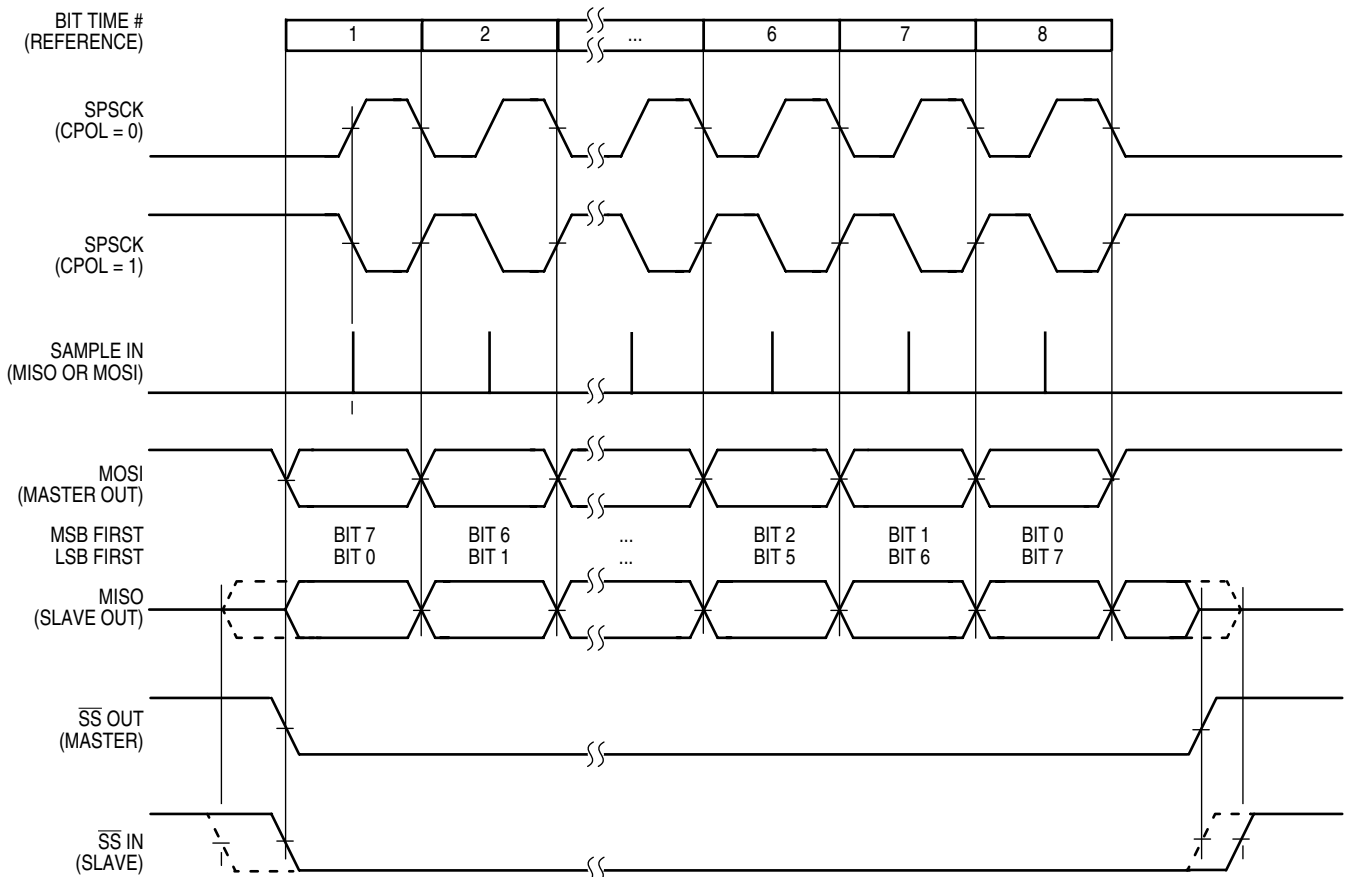 BIT TIME #
(REFERENCE)
1 2 ... 6 7 8
SPSCK
(CPOL = 0)
SPSCK
(CPOL = 1)
SAMPLE IN
(MISO OR MOSI)
MOSI
(MASTER OUT)
MSB FIRST BIT 7 BIT 6 ... BIT 2 BIT 1 BIT 0
LSB FIRST BIT 0 BIT 1 ... BIT 5 BIT 6 BIT 7
MISO
(SLAVE OUT)
S̅S̅ OUT
(MASTER)
S̅S̅ IN
(SLAVE)